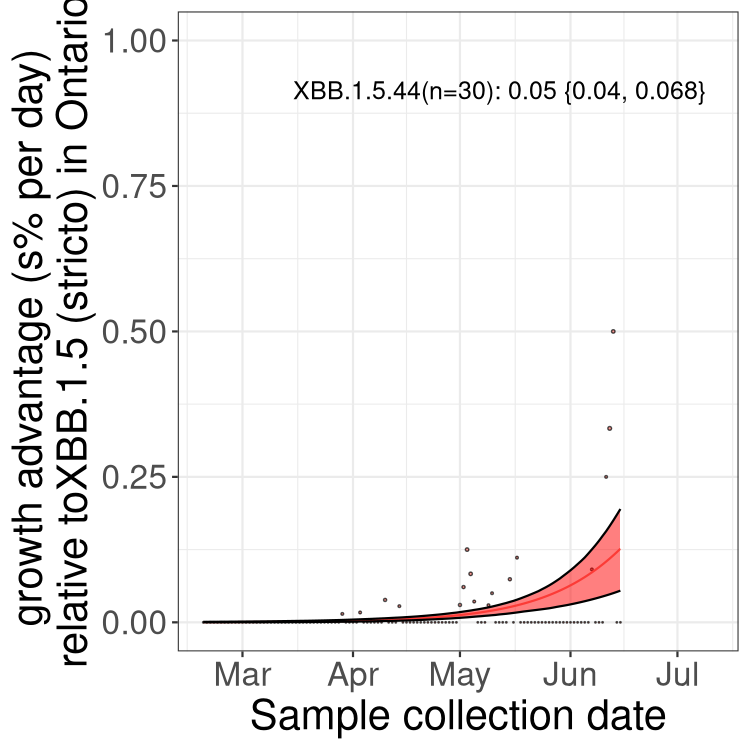 growth advantage (s% per day)
relative toXBB.1.5 (stricto) in Ontario
1.00
0.75
0.50
0.25
0.00
XBB.1.5.44(n=30): 0.05 {0.04, 0.068}
Mar Apr May Jun Jul
Sample collection date